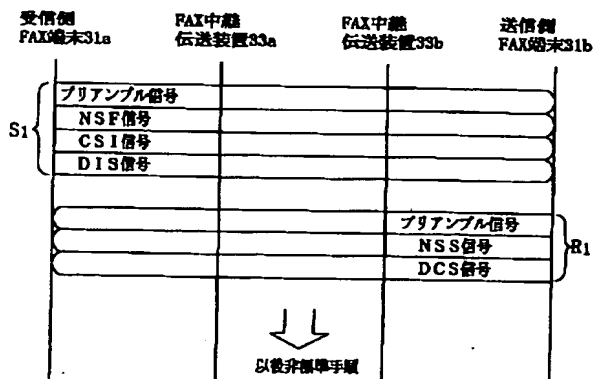 受信側
FAX端末31a
FAX中継
伝送装置33a
FAX中継
伝送装置33b
送信側
FAX端末31b
S1
プリアンブル信号
NSF信号
CSI信号
DIS信号
プリアンブル信号
NSS信号
DCS信号
R1
以後非標準手順